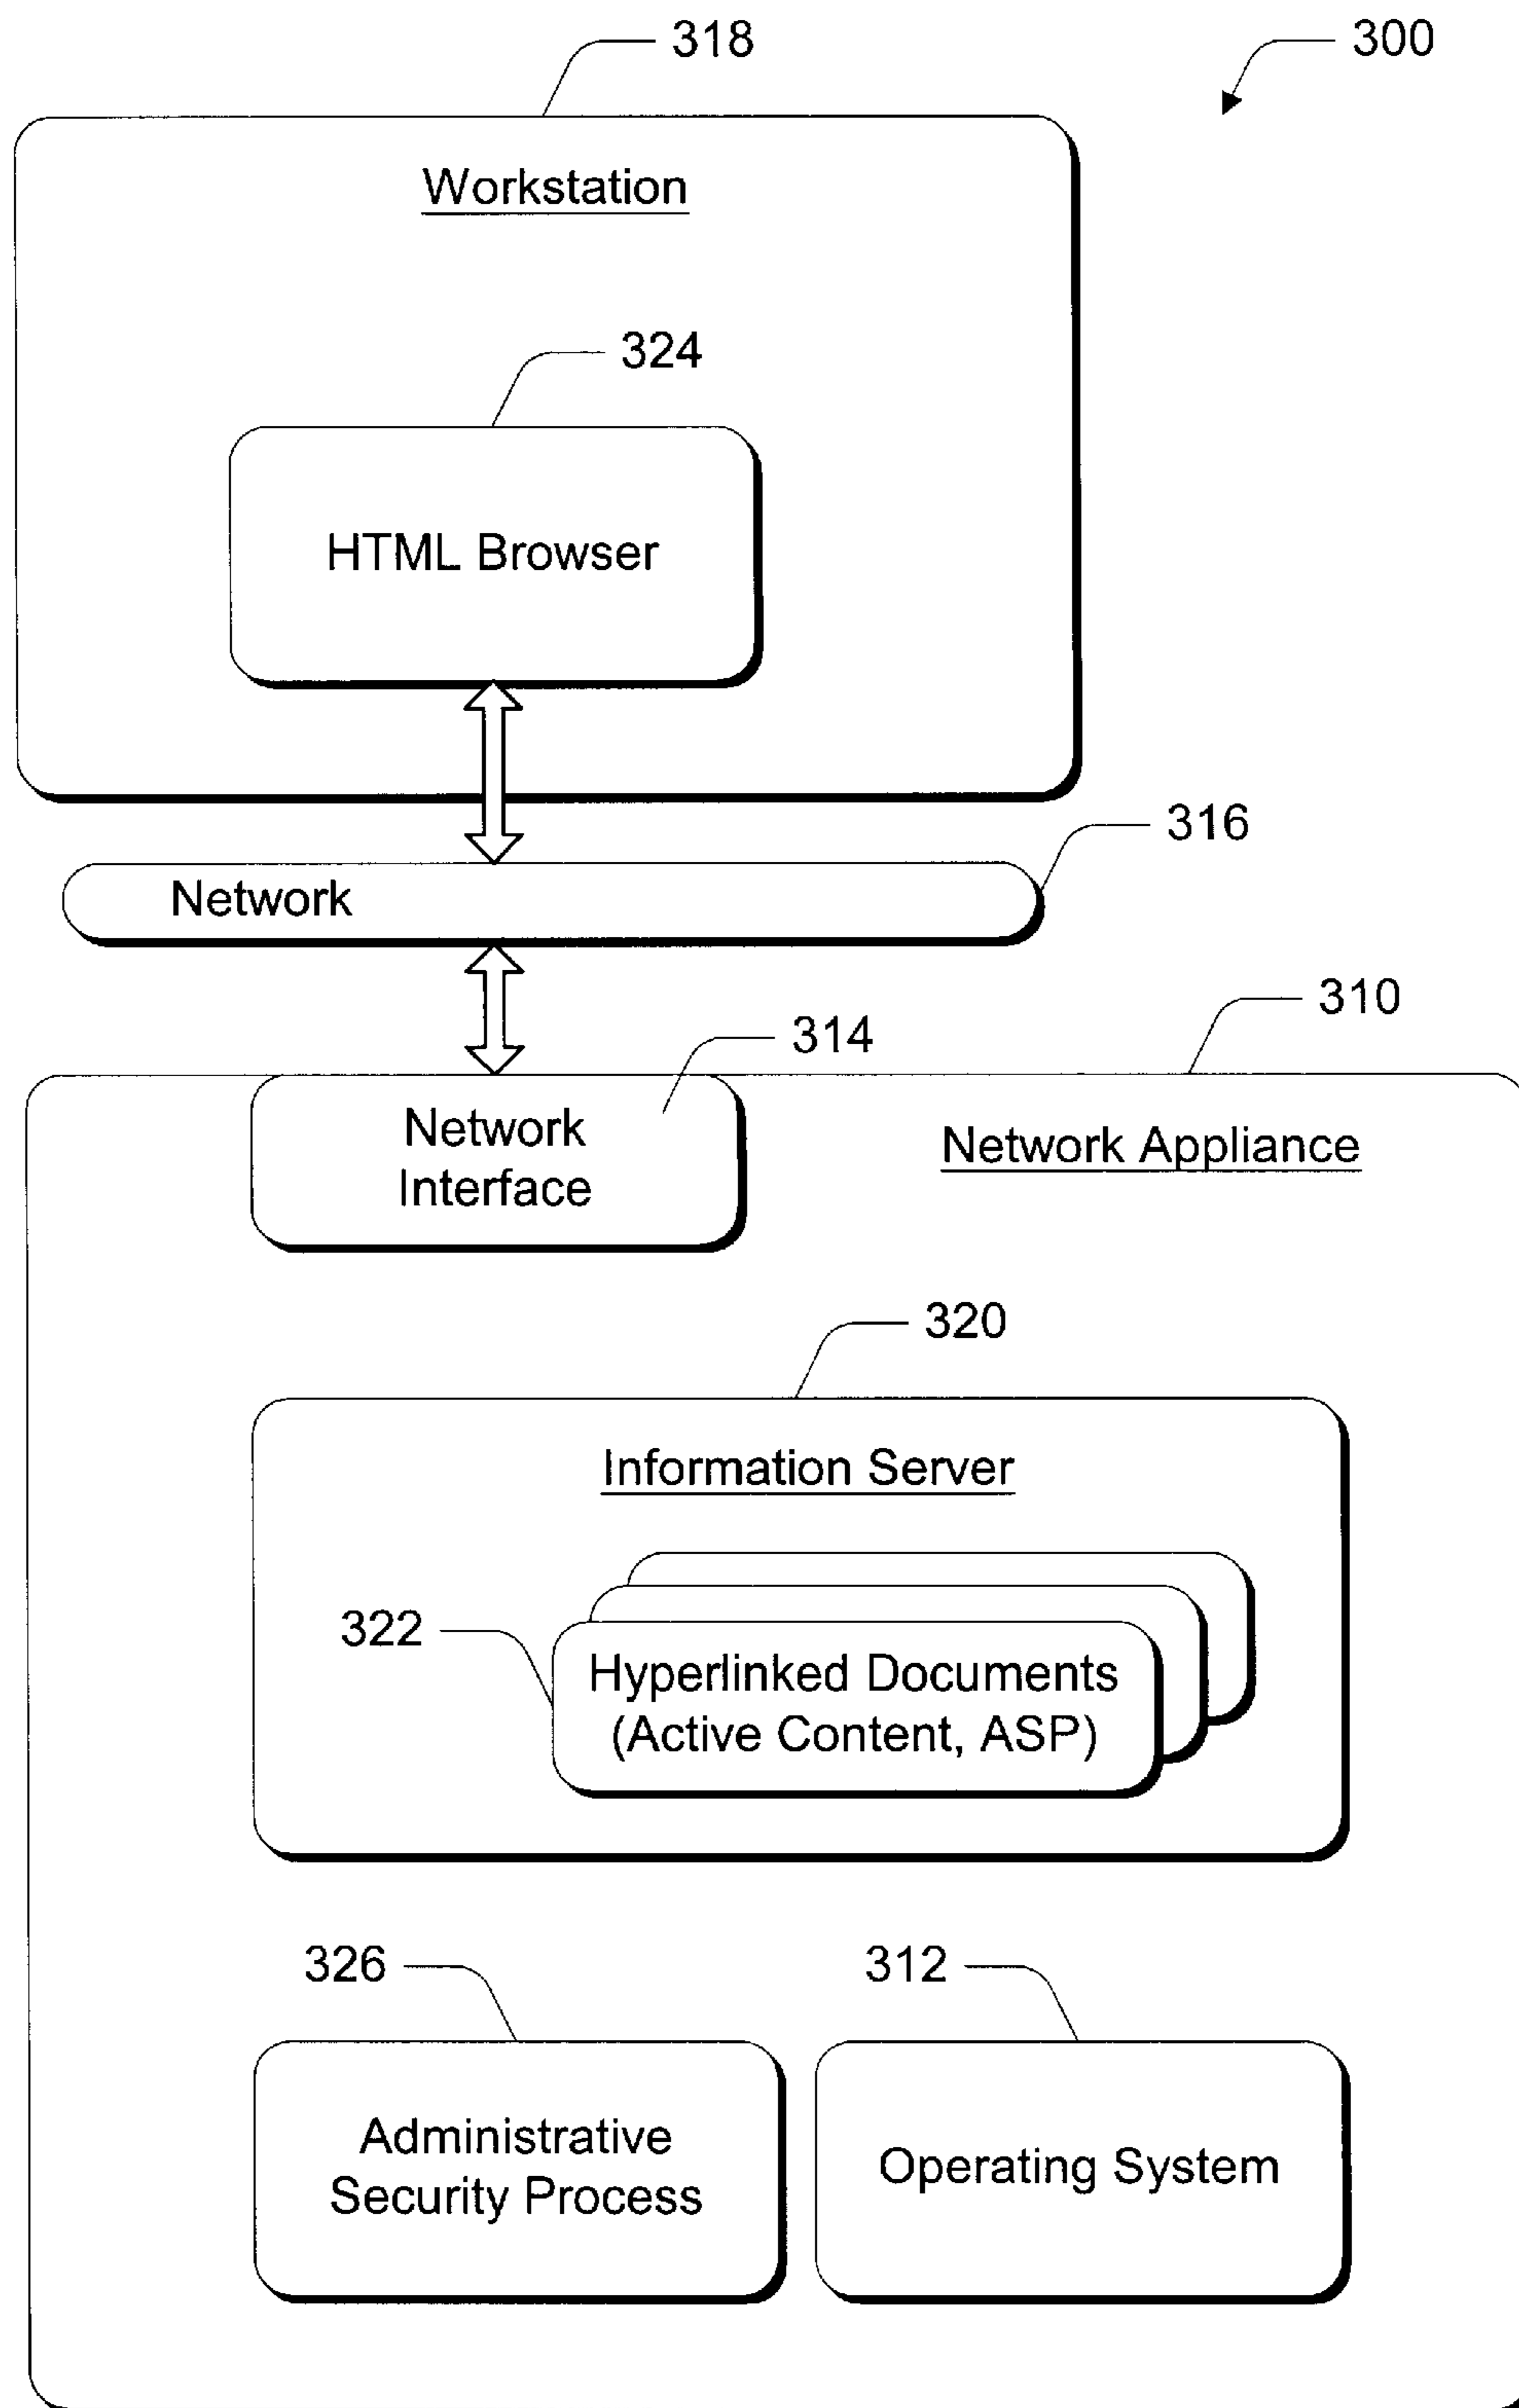 318
300
Workstation
324
HTML Browser
316
Network
310
314
Network
Interface
Network Appliance
320
Information Server
322
Hyperlinked Documents
(Active Content, ASP)
326
312
Administrative
Security Process
Operating System